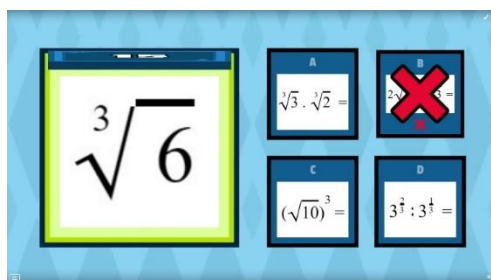 ∛6
A
∛3 . ∛2 =
B
C
(√10)³ =
D
3^⅔ : 3^⅓ =